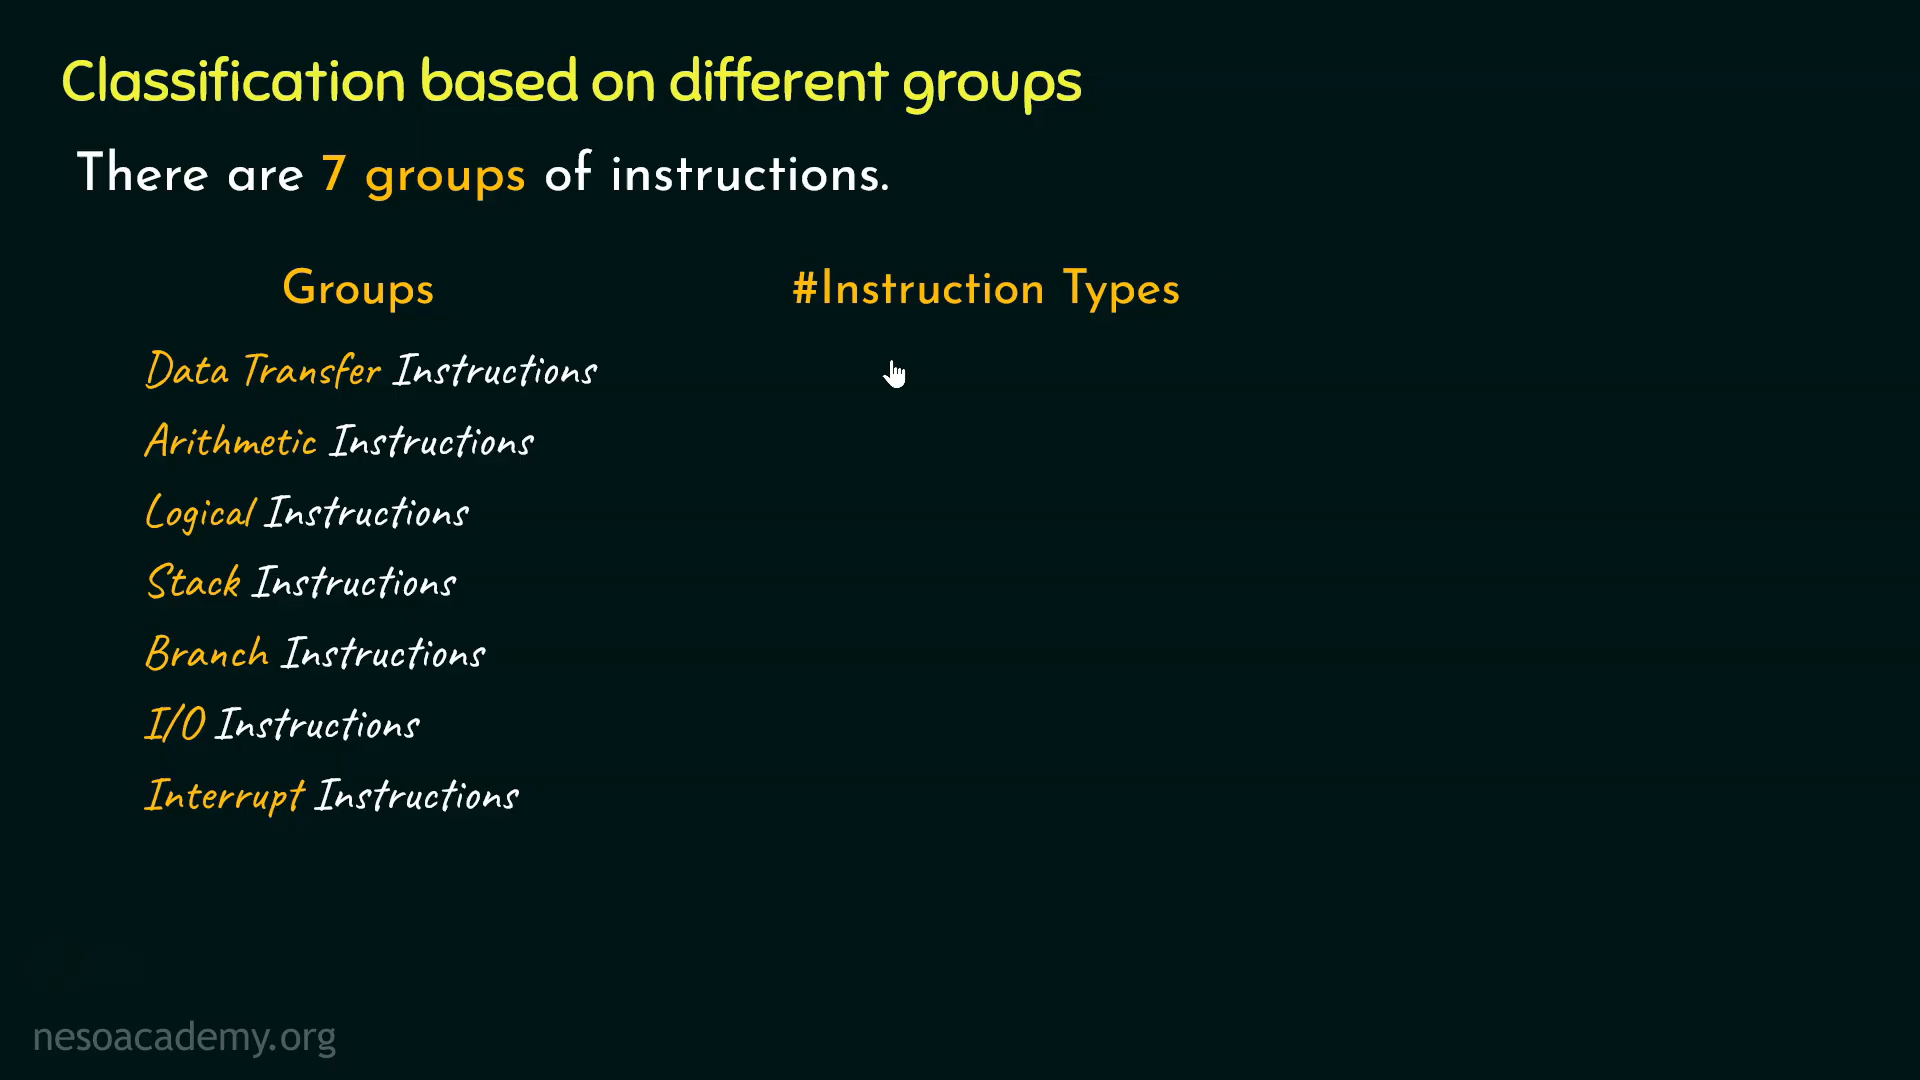 Classification based on different groups
There are 7 groups of instructions.
Groups #Instruction Types
Data Transfer Instructions
Arithmetic Instructions
Logical Instructions
Stack Instructions
Branch Instructions
I/O Instructions
Interrupt Instructions
nesoacademy.org